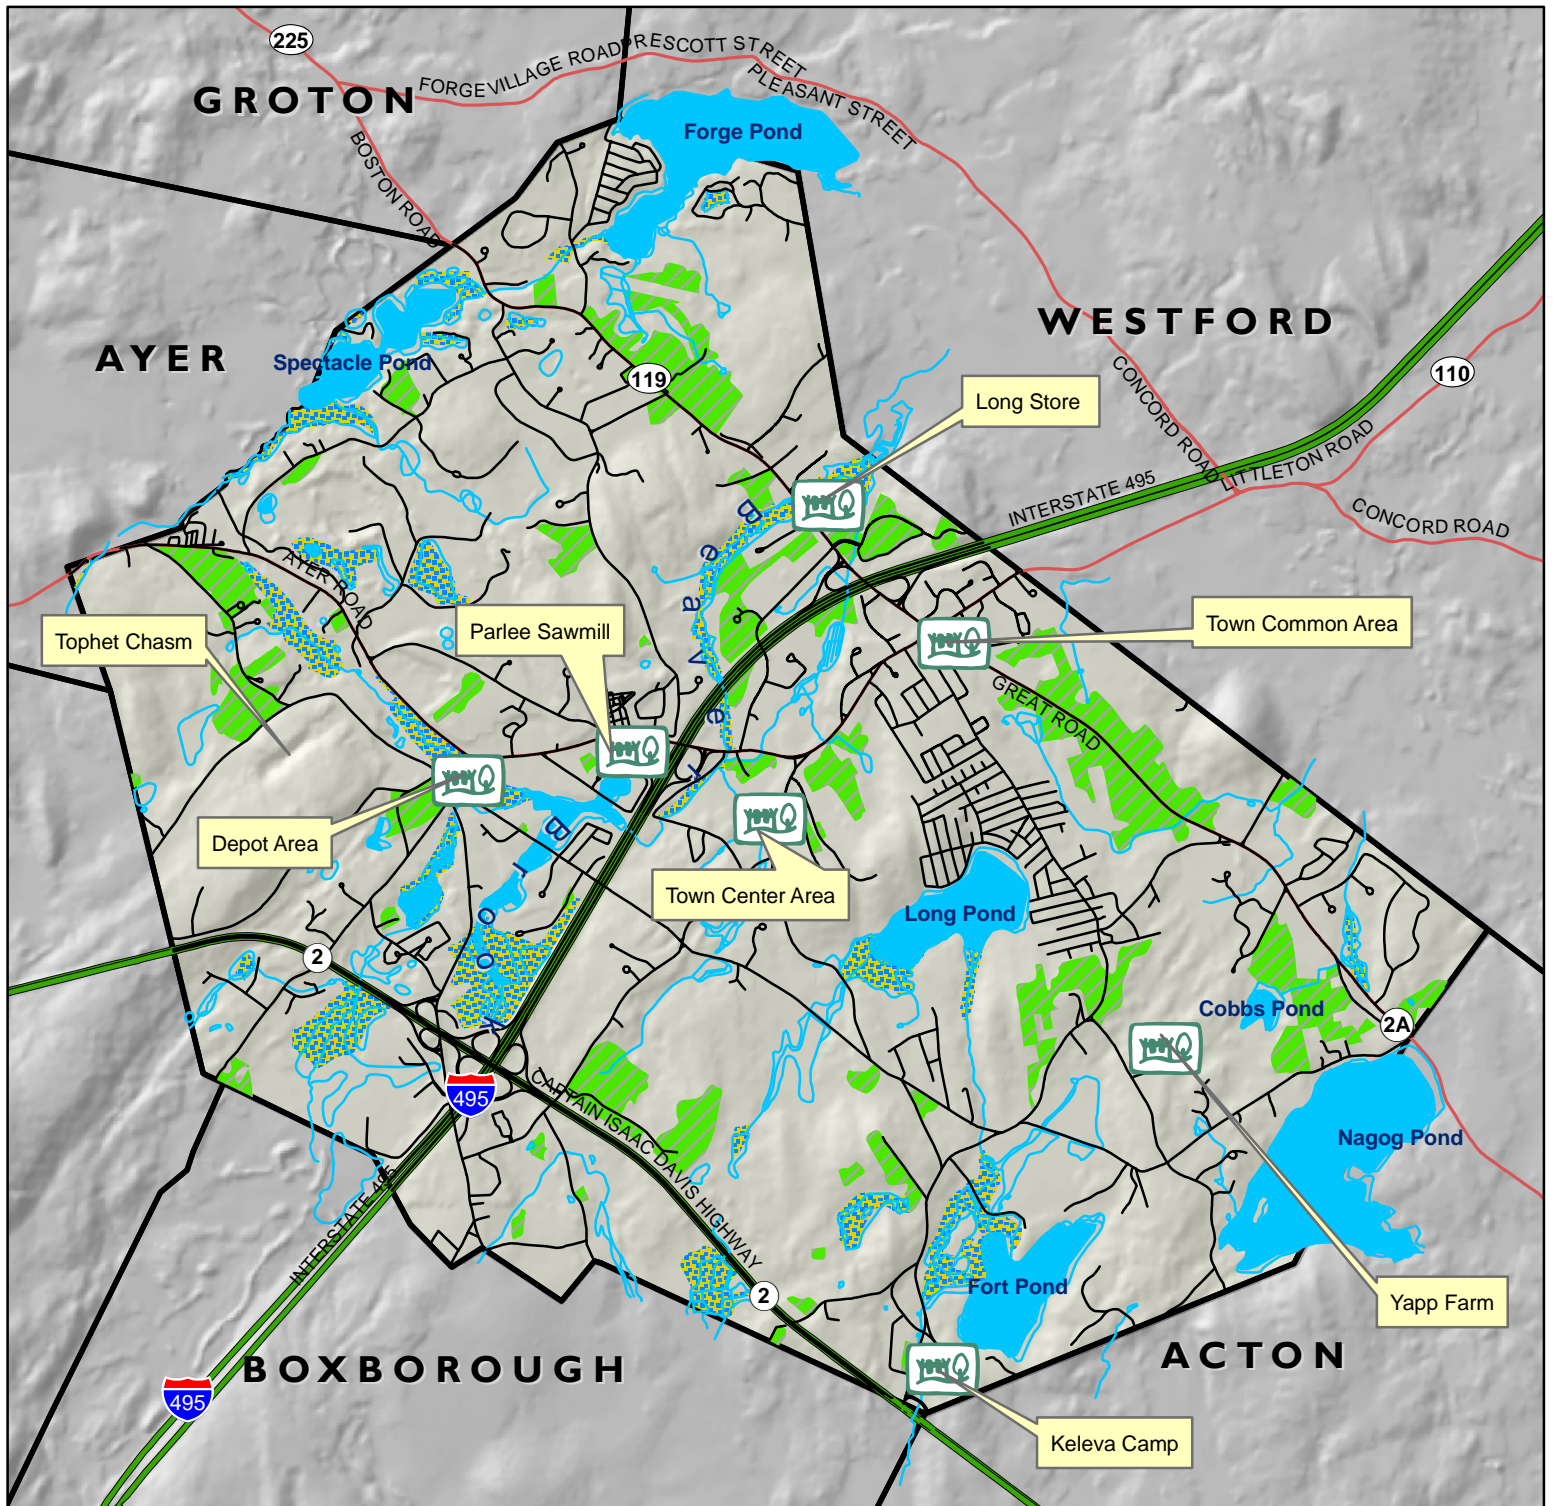 225
FORGE VILLAGE ROAD
PRESCOTT STREET
PLEASANT STREET
GROTON
Forge Pond
BOSTON ROAD
WESTFORD
AYER
Spectacle Pond
119
CONCORD ROAD
110
Long Store
LITTLETON ROAD
INTERSTATE 495
CONCORD ROAD
Beaver
AYER ROAD
Tophet Chasm
Parlee Sawmill
Town Common Area
GREAT ROAD
Depot Area
Brook
Town Center Area
Long Pond
2
Cobbs Pond
2A
495
CAPTAIN ISAAC DAVIS HIGHWAY
Nagog Pond
INTERSTATE 495
Fort Pond
2
Yapp Farm
BOXBOROUGH
ACTON
495
Keleva Camp